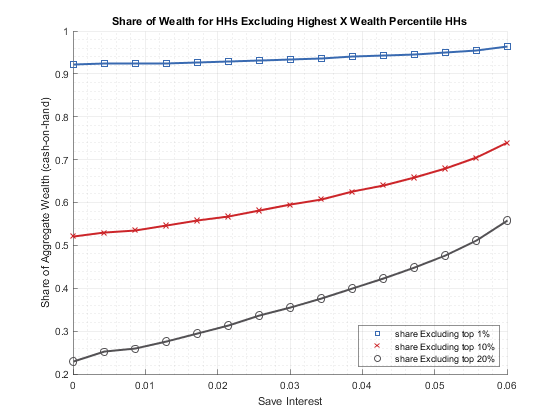 Share of Wealth for HHs Excluding Highest X Wealth Percentile HHs
1
0.9
0.8
0.7
0.6
0.5
0.4
0.3
0.2
Share of Aggregate Wealth (cash-on-hand)
share Excluding top 1%
share Excluding top 10%
share Excluding top 20%
0 0.01 0.02 0.03 0.04 0.05 0.06
Save Interest